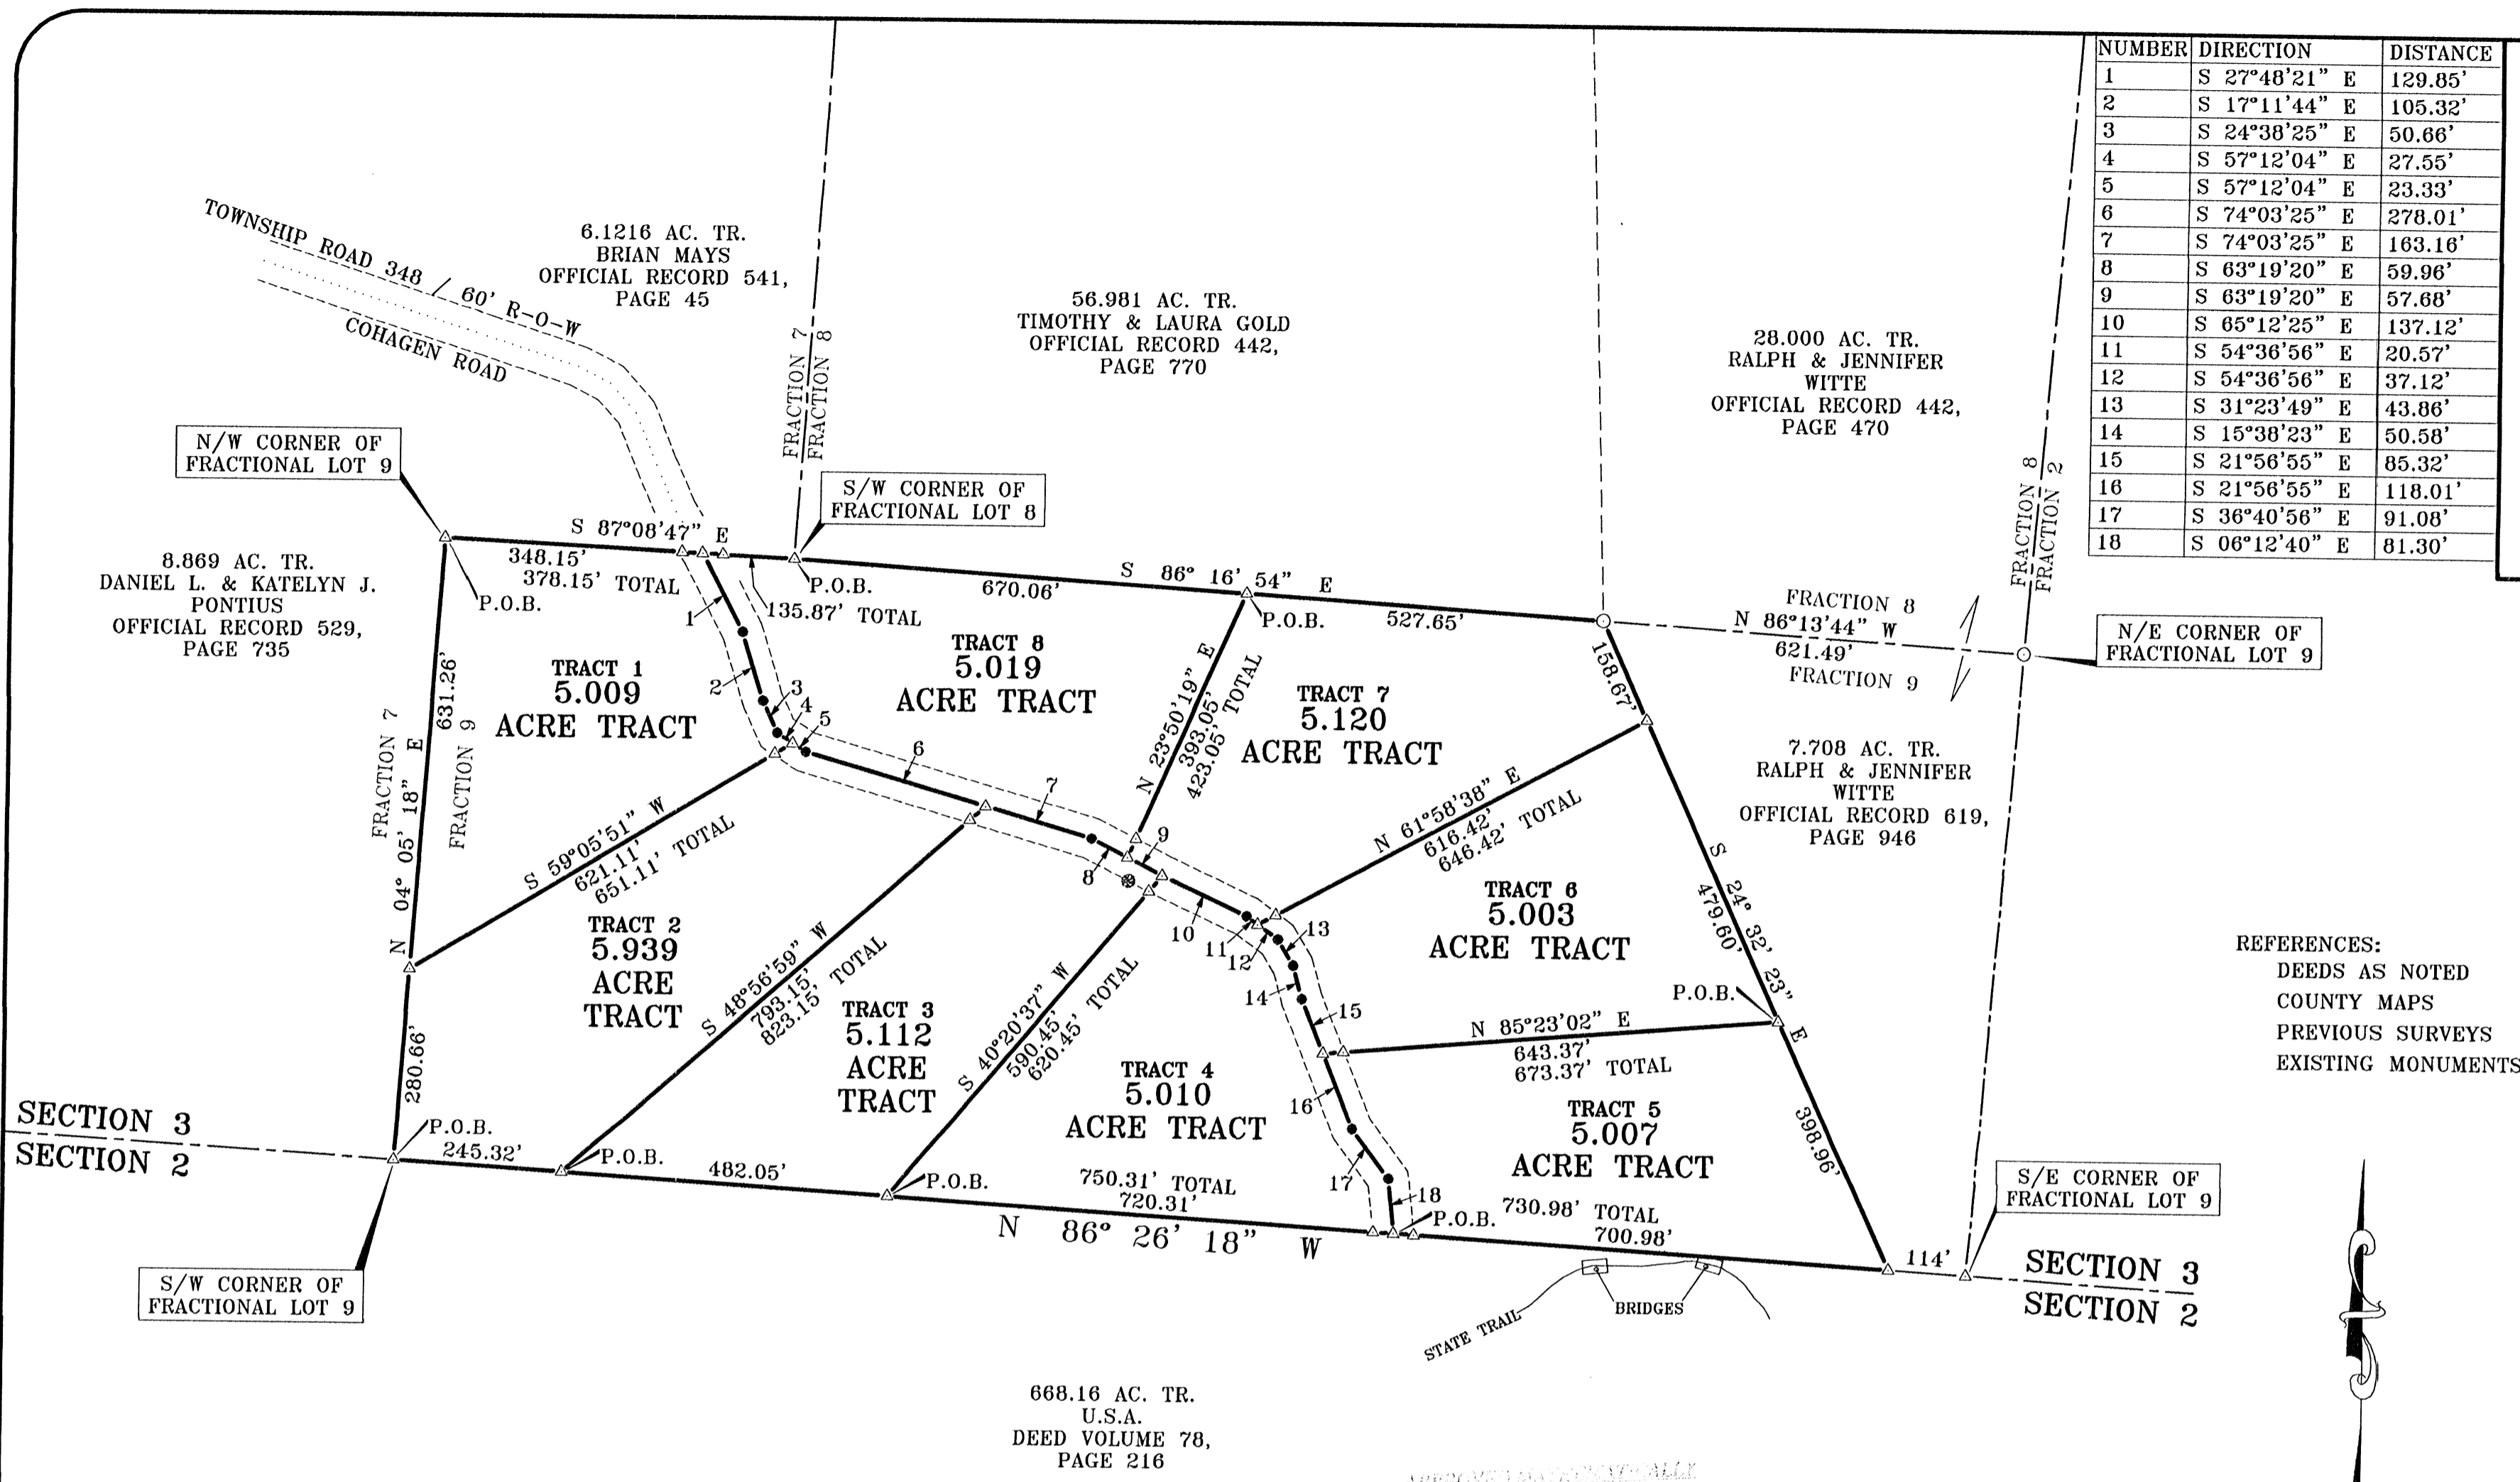 NUMBER DIRECTION DISTANCE
1 S 27°48'21" E 129.85'
2 S 17°11'44" E 105.32'
3 S 24°38'25" E 50.66'
4 S 57°12'04" E 27.55'
5 S 57°12'04" E 23.33'
6 S 74°03'25" E 278.01'
7 S 74°03'25" E 163.16'
8 S 63°19'20" E 59.96'
9 S 63°19'20" E 57.68'
10 S 65°12'25" E 137.12'
11 S 54°36'56" E 20.57'
12 S 54°36'56" E 37.12'
13 S 31°23'49" E 43.86'
14 S 15°38'23" E 50.58'
15 S 21°56'55" E 85.32'
16 S 21°56'55" E 118.01'
17 S 36°40'56" E 91.08'
18 S 06°12'40" E 81.30'
TOWNSHIP ROAD 348 / 60' R-O-W
COHAGEN ROAD
6.1216 AC. TR.
BRIAN MAYS
OFFICIAL RECORD 541,
PAGE 45
FRACTION 7
FRACTION 8
56.981 AC. TR.
TIMOTHY & LAURA GOLD
OFFICIAL RECORD 442,
PAGE 770
28.000 AC. TR.
RALPH & JENNIFER
WITTE
OFFICIAL RECORD 442,
PAGE 470
FRACTION 8
FRACTION 2
N/W CORNER OF
FRACTIONAL LOT 9
S/W CORNER OF
FRACTIONAL LOT 8
8.869 AC. TR.
DANIEL L. & KATELYN J.
PONTIUS
OFFICIAL RECORD 529,
PAGE 735
S 87°08'47" E
348.15'
378.15' TOTAL
P.O.B.
135.87' TOTAL
P.O.B.
670.06'
S 86° 16' 54" E
P.O.B.
527.65'
FRACTION 8
N 86°13'44" W
621.49'
FRACTION 9
N/E CORNER OF
FRACTIONAL LOT 9
TRACT 1
5.009
ACRE TRACT
1
2
3
4
5
6
7
8
9
10
11
12
13
14
15
16
17
18
TRACT 8
5.019
ACRE TRACT
N 23°50'19" E
393.05'
423.05' TOTAL
TRACT 7
5.120
ACRE TRACT
158.67'
7.708 AC. TR.
RALPH & JENNIFER
WITTE
OFFICIAL RECORD 619,
PAGE 946
FRACTION 7
N 04° 05' 18" E
631.26'
FRACTION 9
S 59°05'51" W
621.11'
651.11' TOTAL
N 61°58'38" E
616.42'
646.42' TOTAL
S 24° 32' 23" E
479.60'
TRACT 2
5.939
ACRE
TRACT
S 48°56'59" W
793.15'
823.15' TOTAL
TRACT 3
5.112
ACRE
TRACT
S 40°20'37" W
590.45'
620.45' TOTAL
TRACT 4
5.010
ACRE TRACT
TRACT 6
5.003
ACRE TRACT
P.O.B.
N 85°23'02" E
643.37'
673.37' TOTAL
TRACT 5
5.007
ACRE TRACT
398.96'
REFERENCES:
DEEDS AS NOTED
COUNTY MAPS
PREVIOUS SURVEYS
EXISTING MONUMENTS
280.66'
SECTION 3
SECTION 2
P.O.B.
245.32'
P.O.B.
482.05'
P.O.B.
750.31' TOTAL
720.31'
N 86° 26' 18" W
P.O.B.
730.98' TOTAL
700.98'
114'
S/E CORNER OF
FRACTIONAL LOT 9
SECTION 3
SECTION 2
S/W CORNER OF
FRACTIONAL LOT 9
STATE TRAIL
BRIDGES
668.16 AC. TR.
U.S.A.
DEED VOLUME 78,
PAGE 216